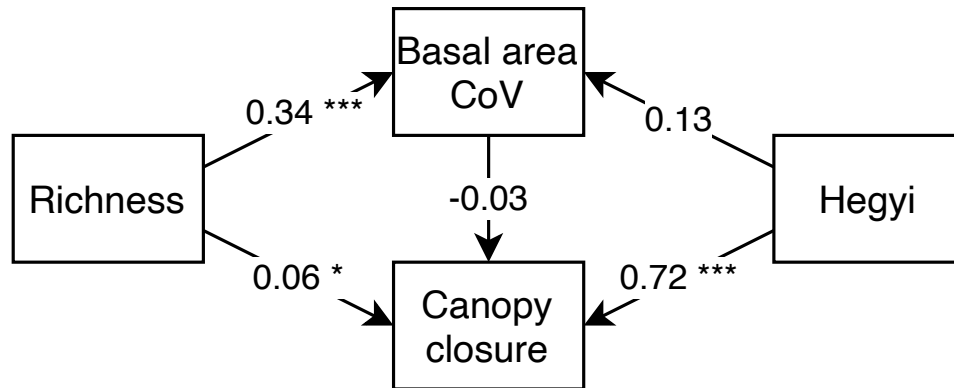 Basal area
CoV
0.34 ***
0.13
Richness
-0.03
Hegyi
0.06 *
0.72 ***
Canopy
closure